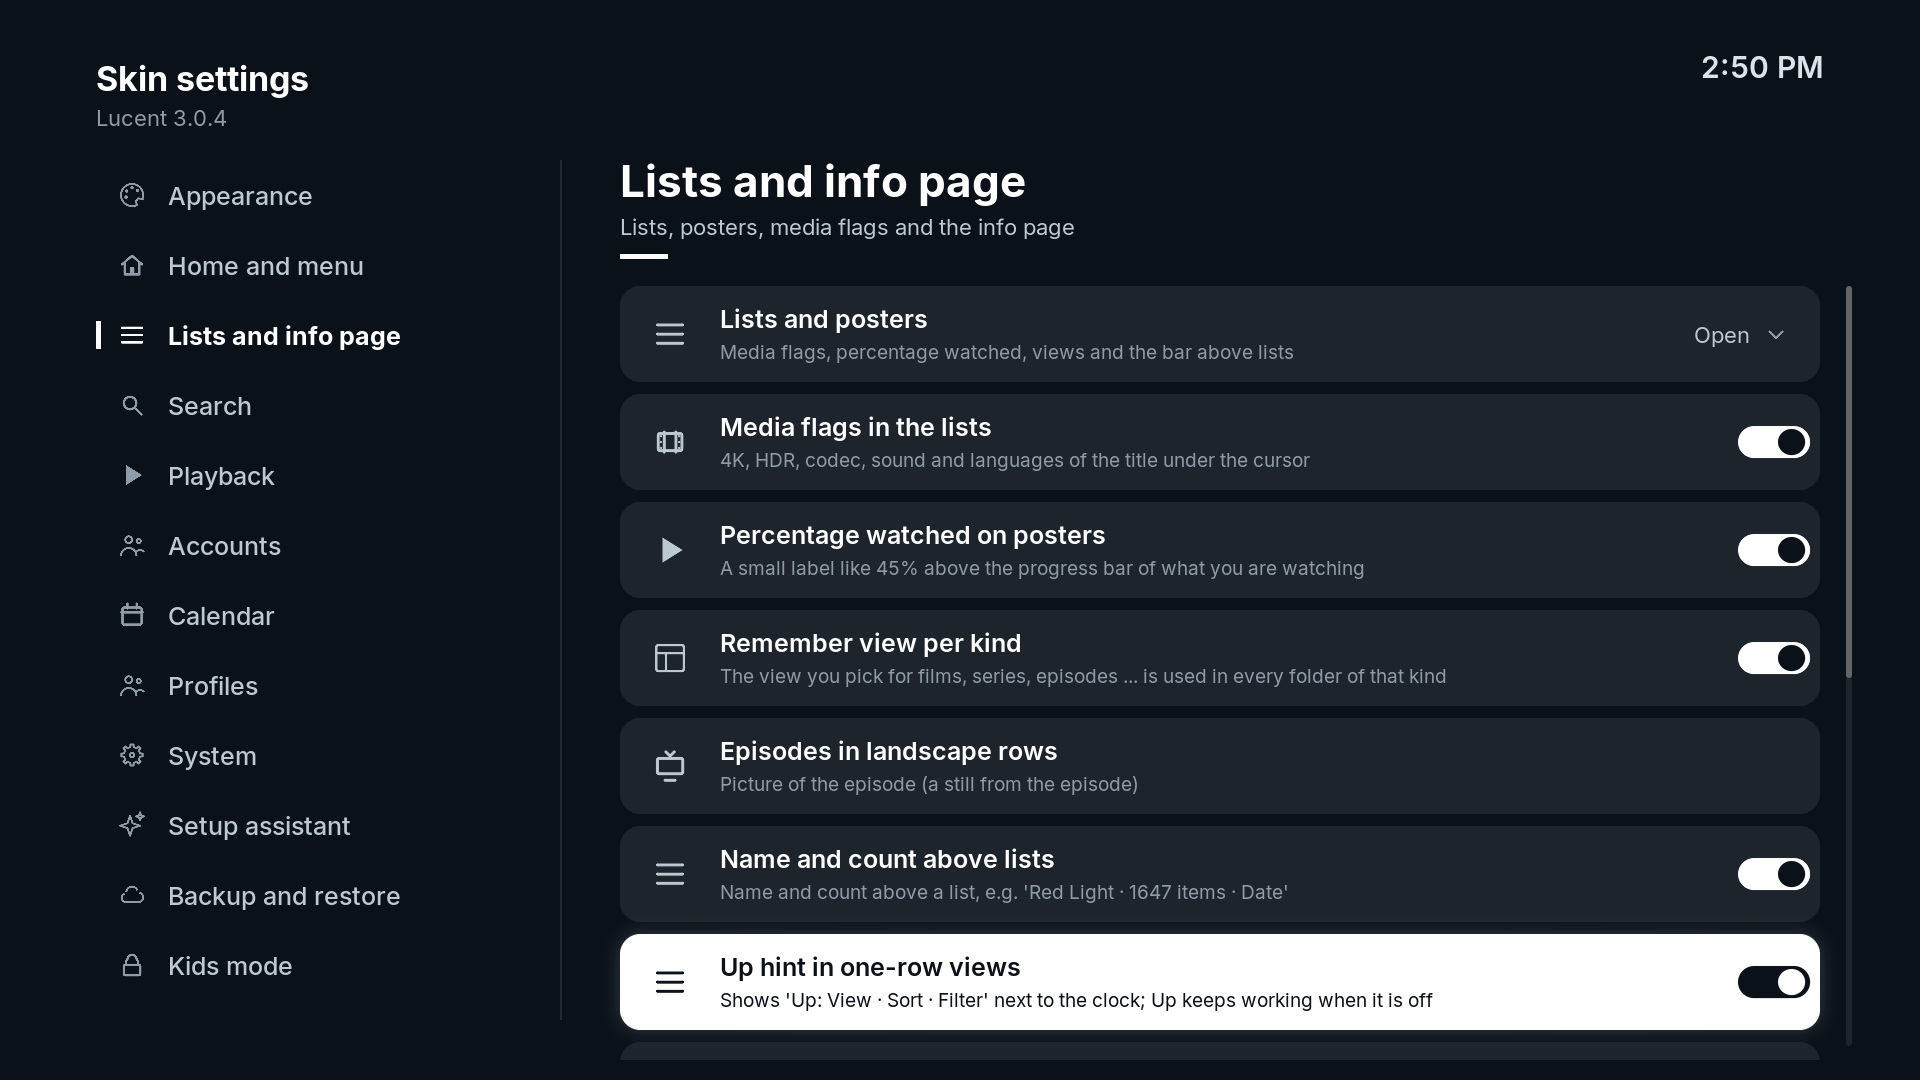 Skin settings
Lucent 3.0.4
2:50 PM
Appearance
Home and menu
Lists and info page
Search
Playback
Accounts
Calendar
Profiles
System
Setup assistant
Backup and restore
Kids mode
Lists and info page
Lists, posters, media flags and the info page
Lists and posters
Media flags, percentage watched, views and the bar above lists
Open
Media flags in the lists
4K, HDR, codec, sound and languages of the title under the cursor
Percentage watched on posters
A small label like 45% above the progress bar of what you are watching
Remember view per kind
The view you pick for films, series, episodes ... is used in every folder of that kind
Episodes in landscape rows
Picture of the episode (a still from the episode)
Name and count above lists
Name and count above a list, e.g. 'Red Light · 1647 items · Date'
Up hint in one-row views
Shows 'Up: View · Sort · Filter' next to the clock; Up keeps working when it is off